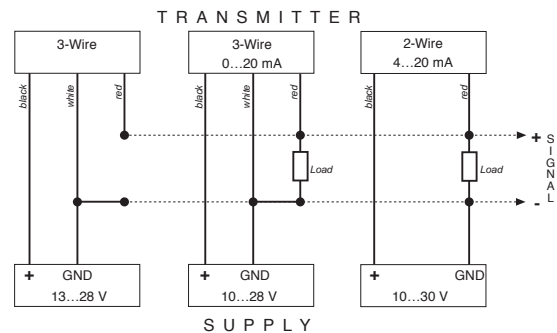 TRANSMITTER
3-Wire
3-Wire
0...20 mA
2-Wire
4...20 mA
black
white
red
black
white
red
black
red
+
SIGNAL
-
Load
Load
+ GND
13...28 V
+ GND
10...28 V
+ GND
10...30 V
SUPPLY